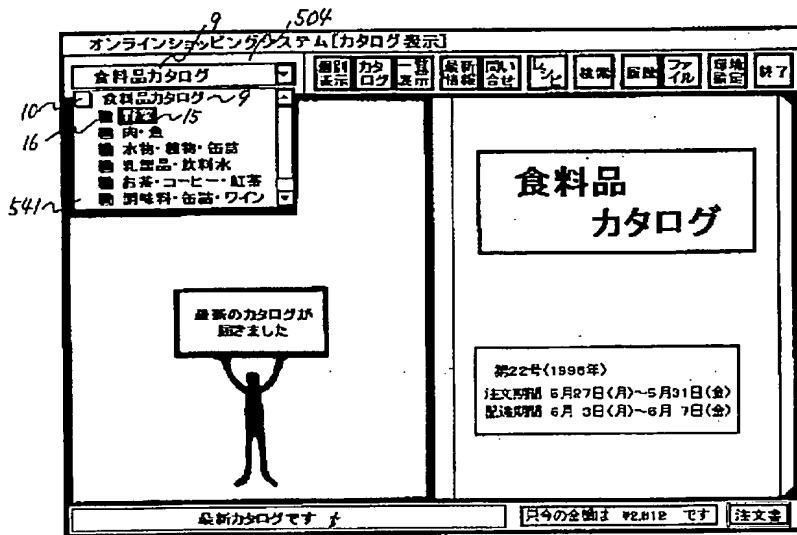 9
504
オンラインショッピングシステム[カタログ表示]
食料品カタログ
個別表示
カタログ
一覧表示
最新情報
問い合せ
レシピ
検索
ファイル
環境設定
終了
10
食料品カタログ
9
16
野菜
15
肉・魚
乳製品・飲料水
お茶・コーヒー・紅茶
541
調味料・缶詰・ワイン
食料品
カタログ
最新のカタログが
届きました
第22号(1996年)
注文期間 5月27日(月)〜5月31日(金)
配達期間 6月 3日(月)〜6月 7日(金)
最新カタログです
只今の金額は ¥2,812 です
注文書